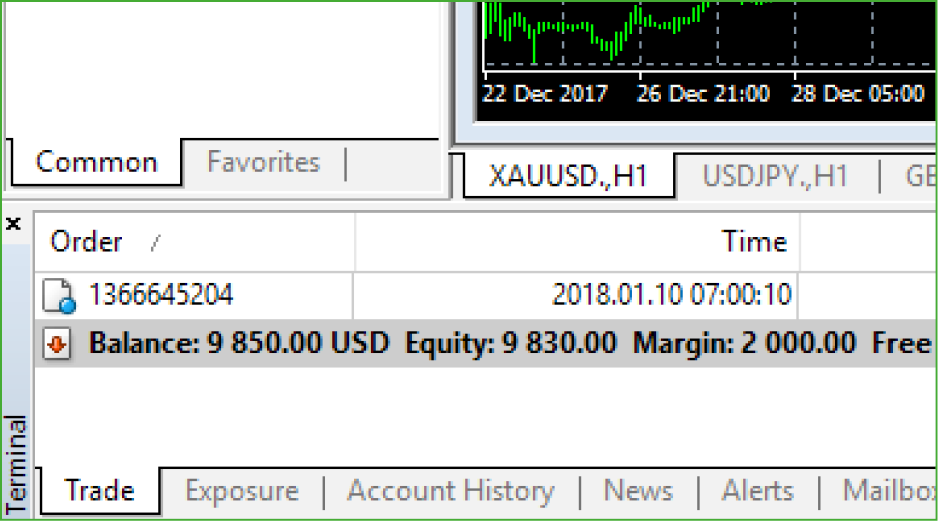 22 Dec 2017 26 Dec 21:00 28 Dec 05:00
Common Favorites
XAUUSD.,H1 USDJPY.,H1 GE
Order / Time
1366645204 2018.01.10 07:00:10
Balance: 9 850.00 USD Equity: 9 830.00 Margin: 2 000.00 Free
Terminal
Trade Exposure Account History News Alerts Mailbox